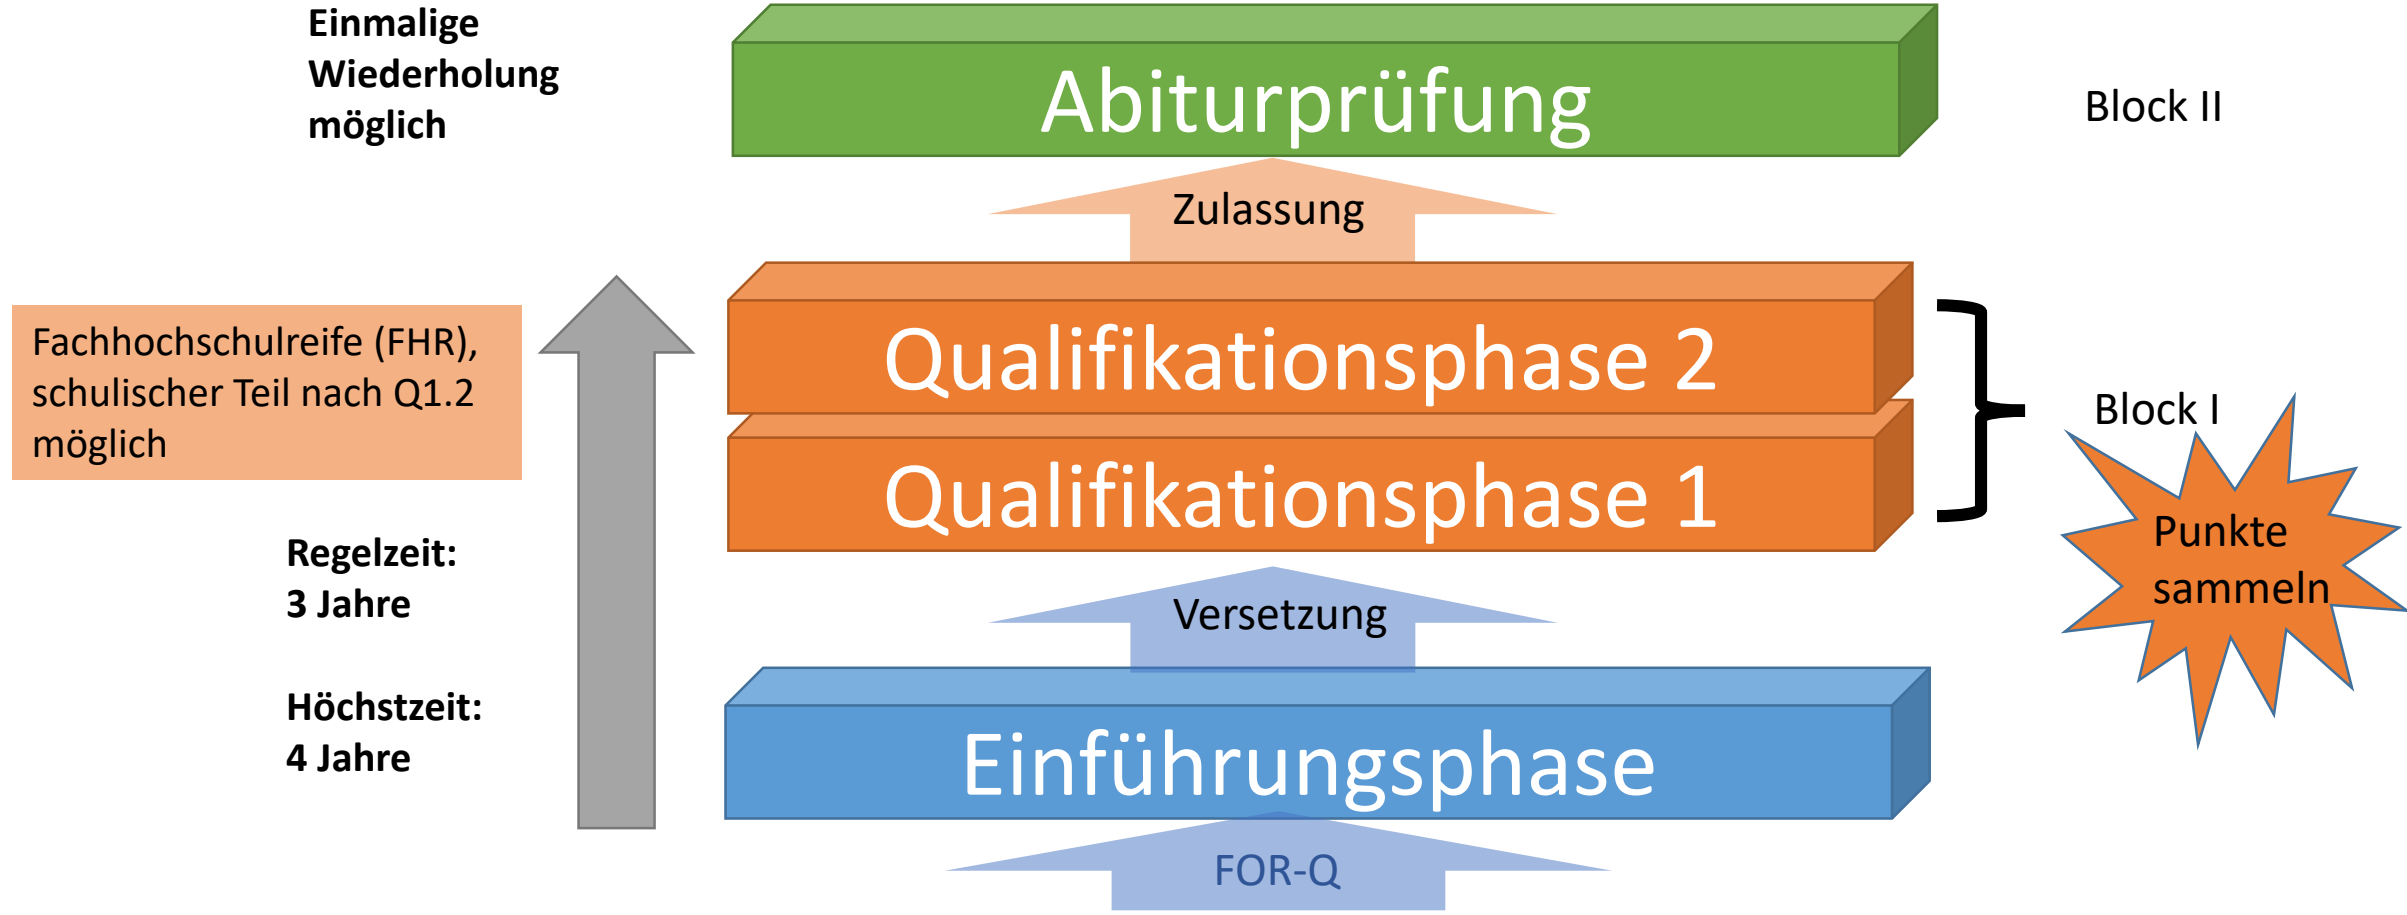 Einmalige
Wiederholung
möglich
Abiturprüfung
Block II
Zulassung
Fachhochschulreife (FHR),
schulischer Teil nach Q1.2
möglich
Qualifikationsphase 2
Qualifikationsphase 1
Block I
Punkte
sammeln
Regelzeit:
3 Jahre
Versetzung
Höchstzeit:
4 Jahre
Einführungsphase
FOR-Q